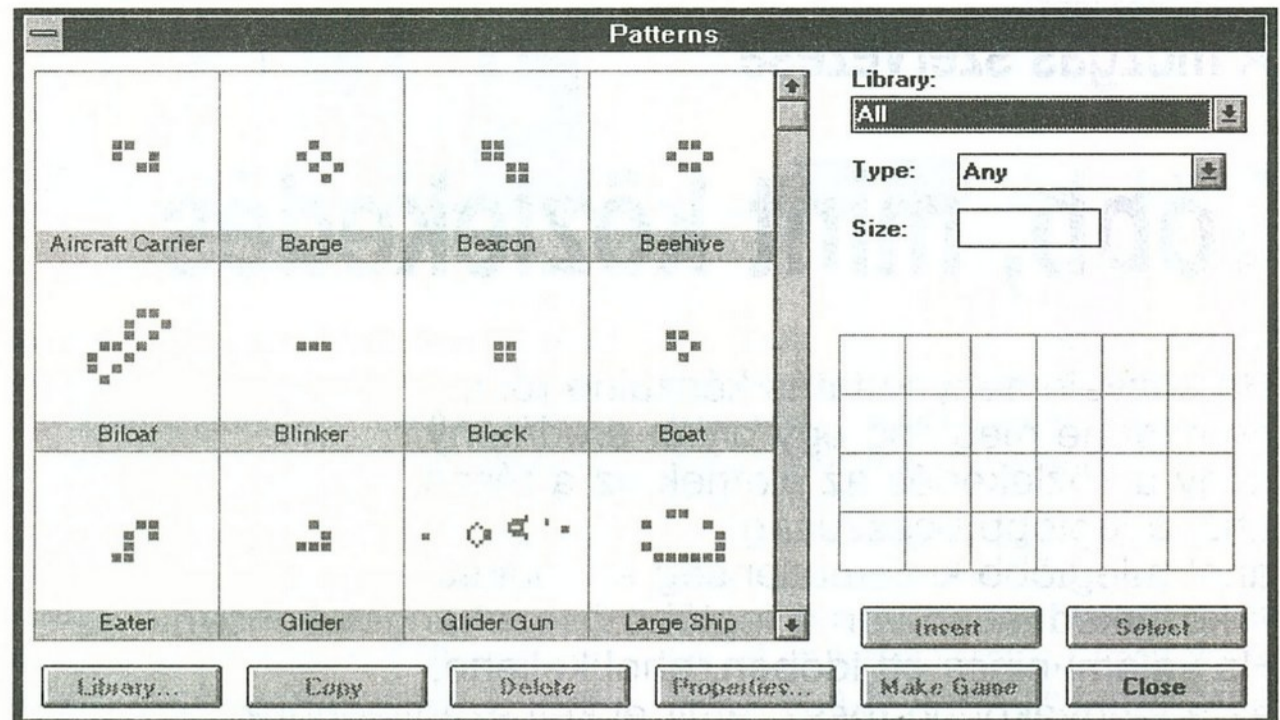 Patterns
Library:
All
Type: Any
Size:
Aircraft Carrier Barge Beacon Beehive
Biloaf Blinker Block Boat
Eater Glider Glider Gun Large Ship
Insert Select
Library... Copy Delete Properties... Make Game Close